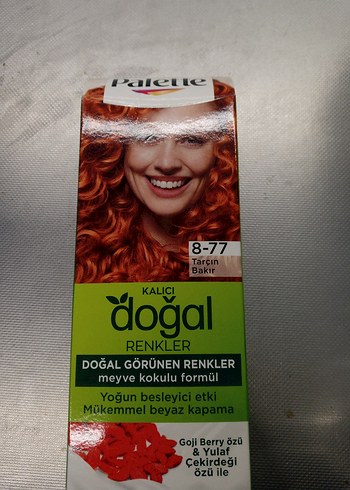 Palette
8-77
Tarçın
Bakır
KALICI
doğal
RENKLER
DOĞAL GÖRÜNEN RENKLER
meyve kokulu formül
Yoğun besleyici etki
Mükemmel beyaz kapama
Goji Berry özü
& Yulaf
Çekirdeği
özü ile